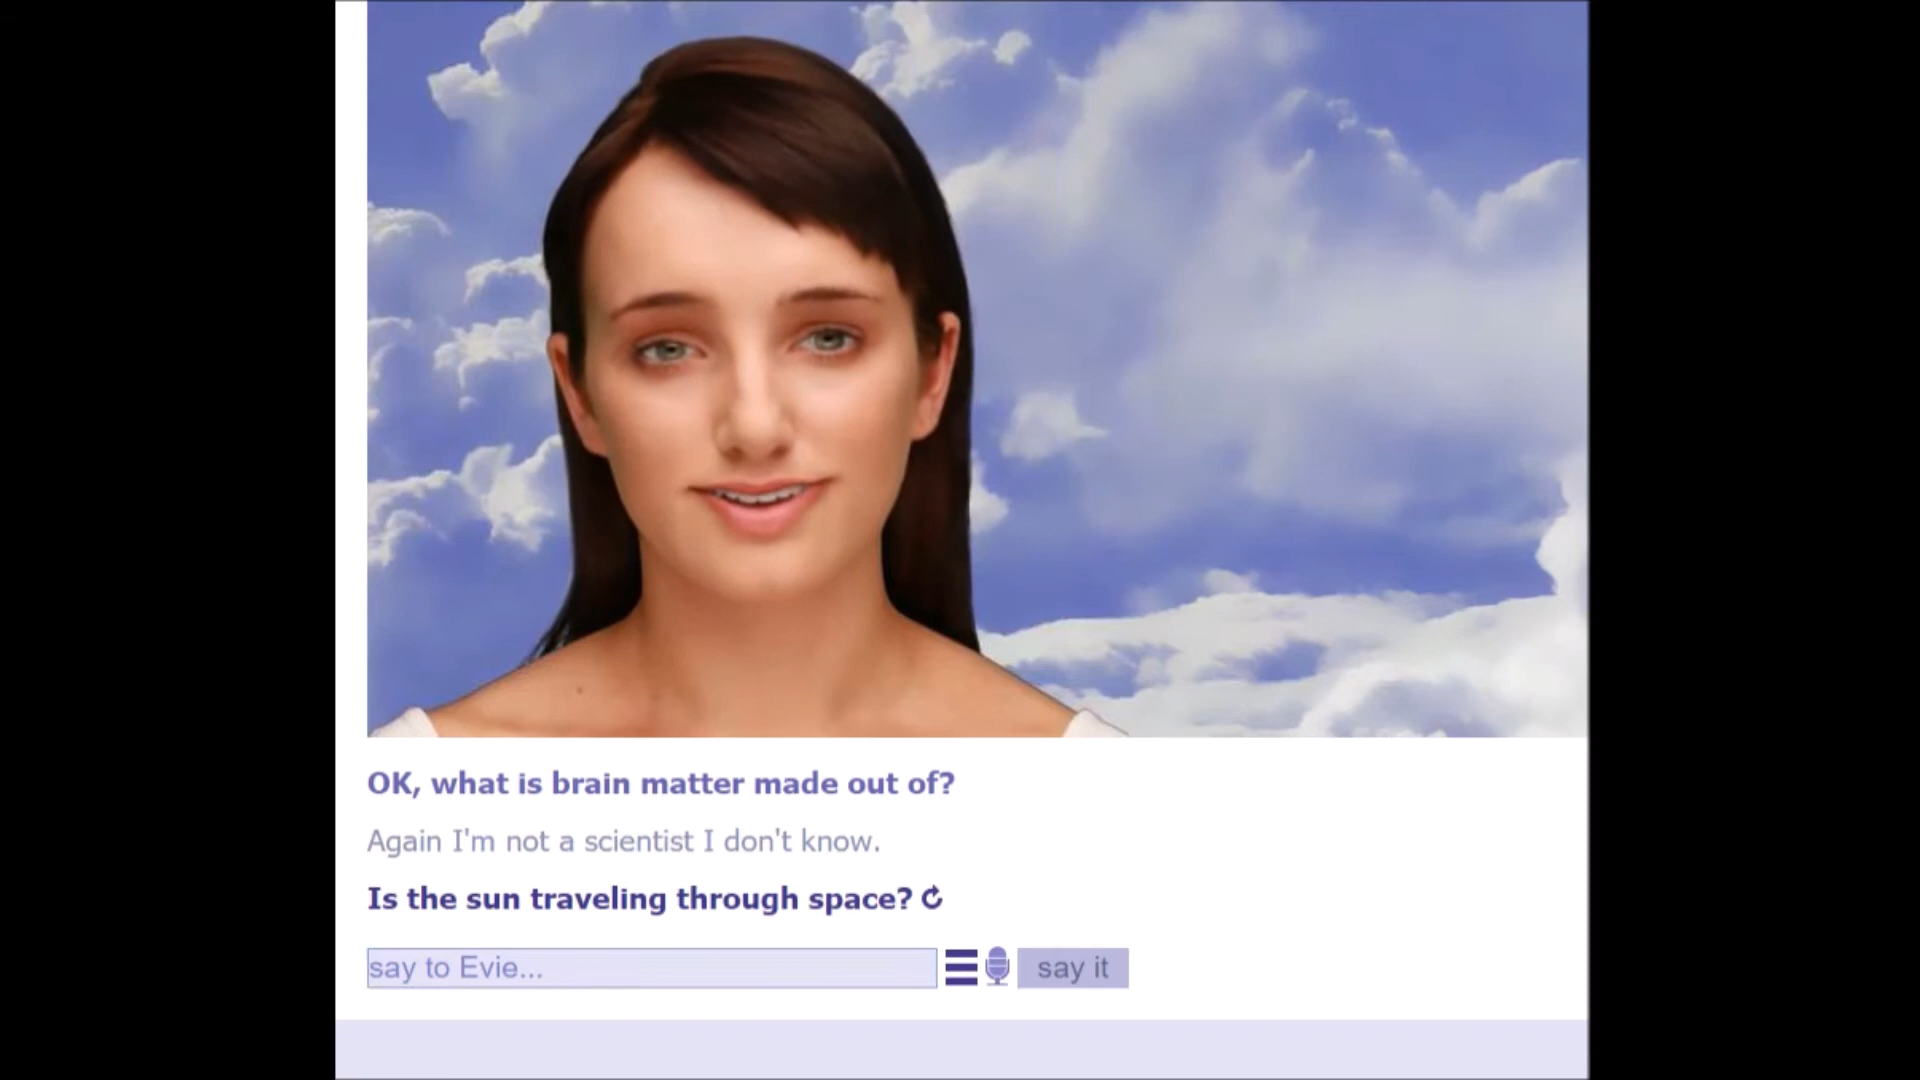 OK, what is brain matter made out of?
Again I'm not a scientist I don't know.
Is the sun traveling through space?
say to Evie...
say it